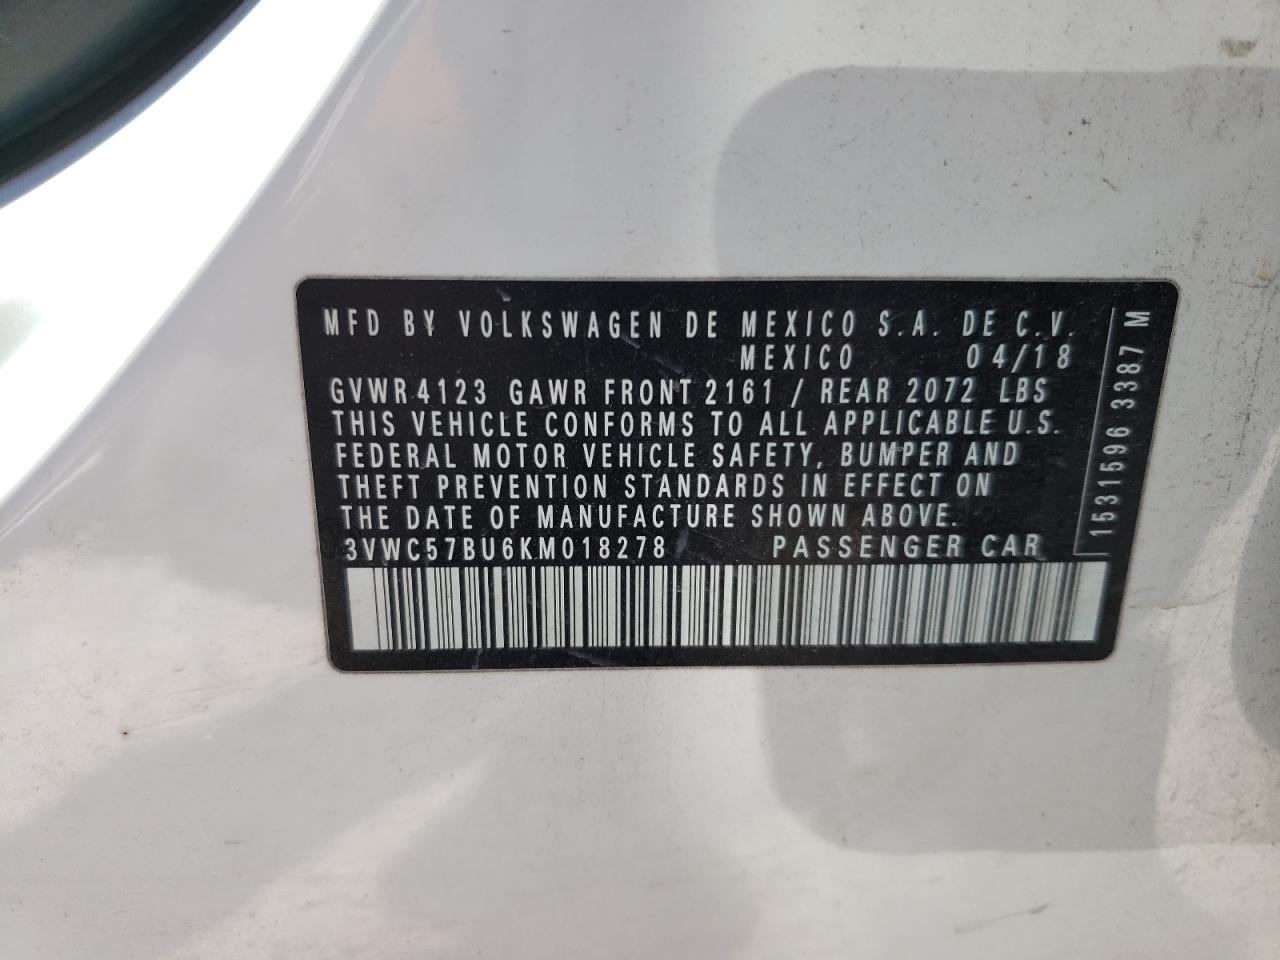 MFD BY VOLKSWAGEN DE MEXICO S.A. DE C.V.
MEXICO 04/18
GVWR 4123 GAWR FRONT 2161 / REAR 2072 LBS
THIS VEHICLE CONFORMS TO ALL APPLICABLE U.S.
FEDERAL MOTOR VEHICLE SAFETY, BUMPER AND
THEFT PREVENTION STANDARDS IN EFFECT ON
THE DATE OF MANUFACTURE SHOWN ABOVE.
3VWC57BU6KM018278 PASSENGER CAR
1531596 3387 M